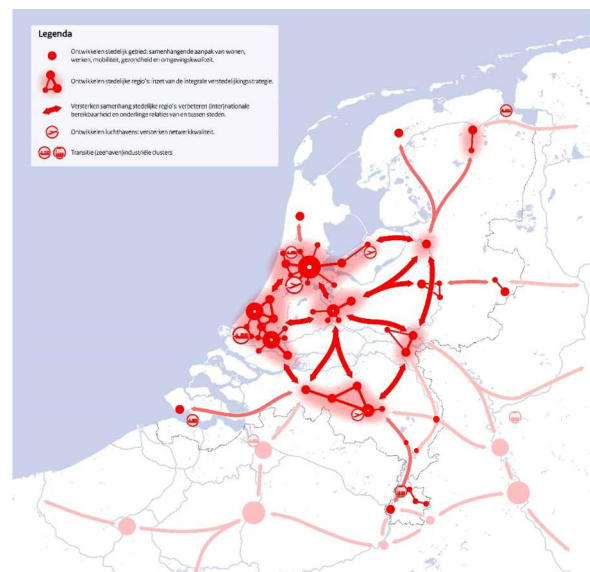 Legenda
Ontwikkelen stedelijk gebied: samenhangende aanpak van wonen,
werken, mobiliteit, gezondheid en omgevingskwaliteit.
Ontwikkelen stedelijke regio's: inzet van de integrale verstedelijkingsstrategie.
Versterken samenhang stedelijke regio's: verbeteren (inter)nationale
bereikbaarheid en onderlinge relaties van en tussen steden.
Ontwikkelen luchthavens: versterken netwerkkwaliteit.
Transitie (zeehaven)industriële clusters